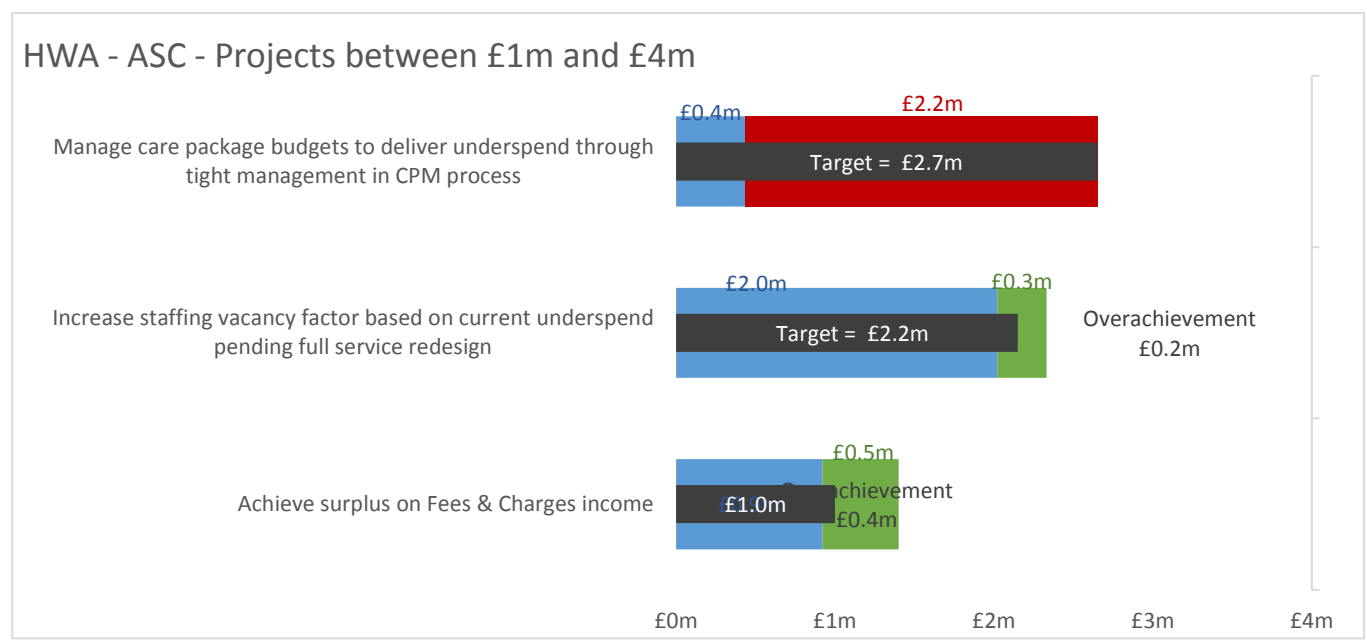 HWA - ASC - Projects between £1m and £4m
£0.4m
£2.2m
Manage care package budgets to deliver underspend through
tight management in CPM process
Target = £2.7m
£2.0m
£0.3m
Increase staffing vacancy factor based on current underspend
pending full service redesign
Target = £2.2m
Overachievement
£0.2m
£0.5m
Achieve surplus on Fees & Charges income
£1.0m
Overachievement
£0.4m
£0m £1m £2m £3m £4m